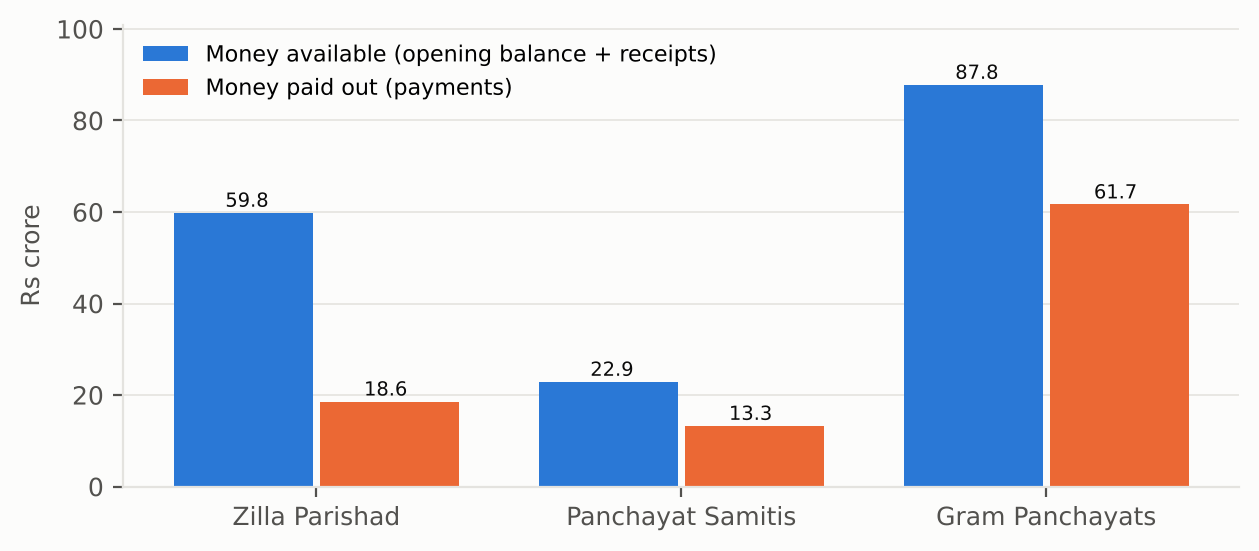 Rs crore
100
80
60
40
20
0
Money available (opening balance + receipts)
Money paid out (payments)
59.8
18.6
22.9
13.3
87.8
61.7
Zilla Parishad
Panchayat Samitis
Gram Panchayats